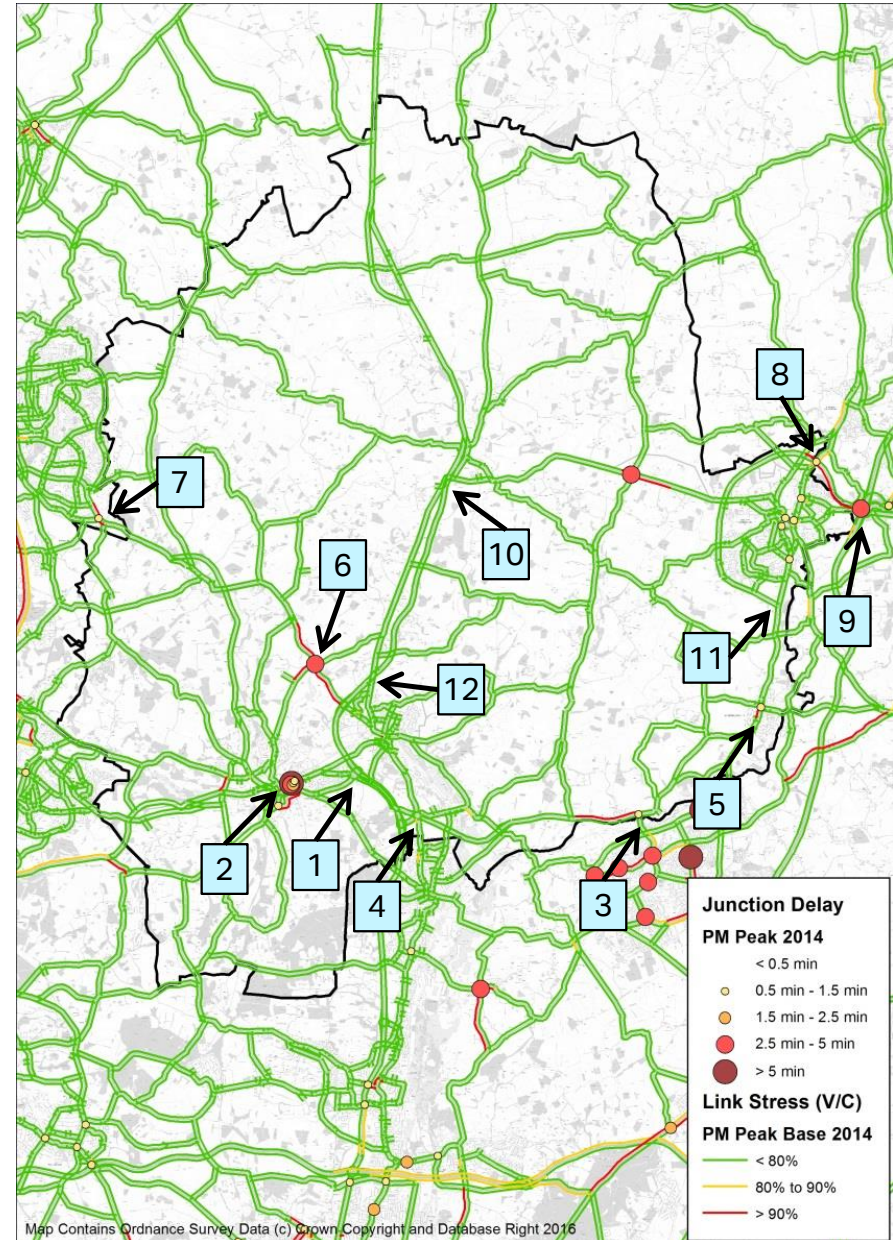 8
7
10
6
9
11
12
5
2
1
4
3
Junction Delay
PM Peak 2014
< 0.5 min
0.5 min - 1.5 min
1.5 min - 2.5 min
2.5 min - 5 min
> 5 min
Link Stress (V/C)
PM Peak Base 2014
< 80%
80% to 90%
> 90%
Map Contains Ordnance Survey Data (c) Crown Copyright and Database Right 2016